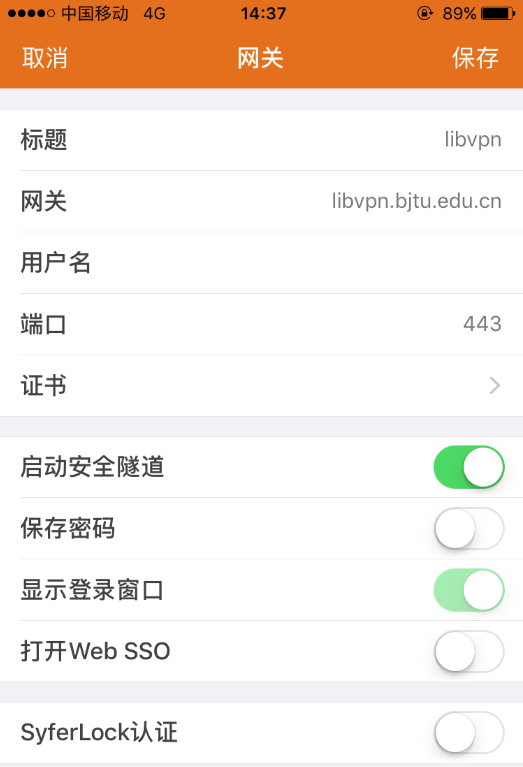 中国移动 4G 14:37 89%
取消 网关 保存
标题 libvpn
网关 libvpn.bjtu.edu.cn
用户名
端口 443
证书
启动安全隧道
保存密码
显示登录窗口
打开Web SSO
SyferLock认证